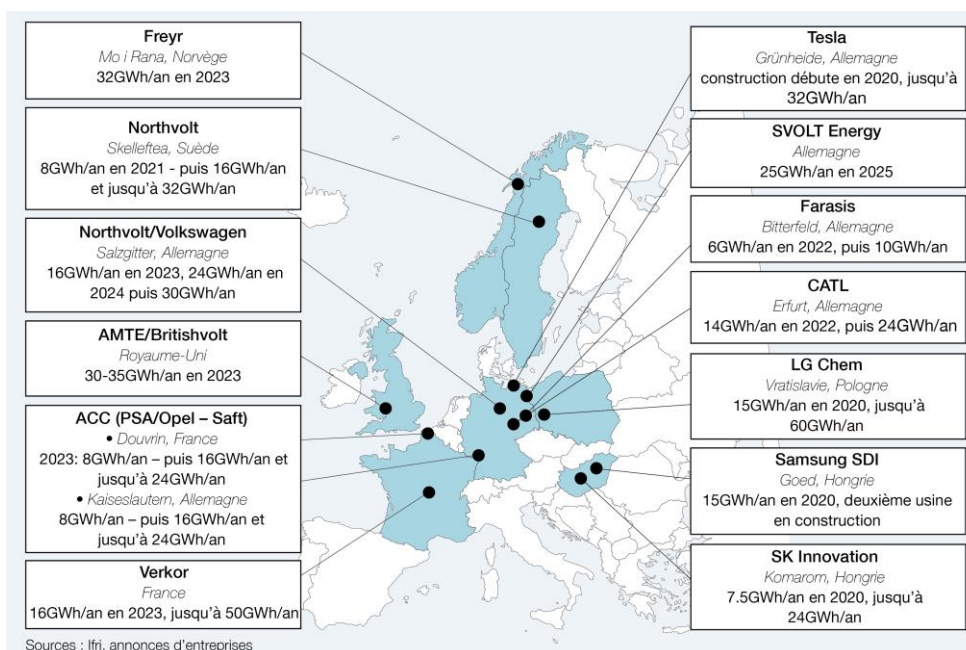 Freyr
Mo i Rana, Norvège
32GWh/an en 2023
Northvolt
Skelleftea, Suède
8GWh/an en 2021 - puis 16GWh/an
et jusqu'à 32GWh/an
Northvolt/Volkswagen
Salzgitter, Allemagne
16GWh/an en 2023, 24GWh/an en
2024 puis 30GWh/an
AMTE/Britishvolt
Royaume-Uni
30-35GWh/an en 2023
ACC (PSA/Opel – Saft)
• Douvrin, France
2023: 8GWh/an – puis 16GWh/an et
jusqu'à 24GWh/an
• Kaiseslautern, Allemagne
8GWh/an – puis 16GWh/an et
jusqu'à 24GWh/an
Verkor
France
16GWh/an en 2023, jusqu'à 50GWh/an
Tesla
Grünheide, Allemagne
construction débute en 2020, jusqu'à
32GWh/an
SVOLT Energy
Allemagne
25GWh/an en 2025
Farasis
Bitterfeld, Allemagne
6GWh/an en 2022, puis 10GWh/an
CATL
Erfurt, Allemagne
14GWh/an en 2022, puis 24GWh/an
LG Chem
Vratislavie, Pologne
15GWh/an en 2020, jusqu'à
60GWh/an
Samsung SDI
Goed, Hongrie
15GWh/an en 2020, deuxième usine
en construction
SK Innovation
Komarom, Hongrie
7.5GWh/an en 2020, jusqu'à
24GWh/an
Sources : Ifri, annonces d'entreprises